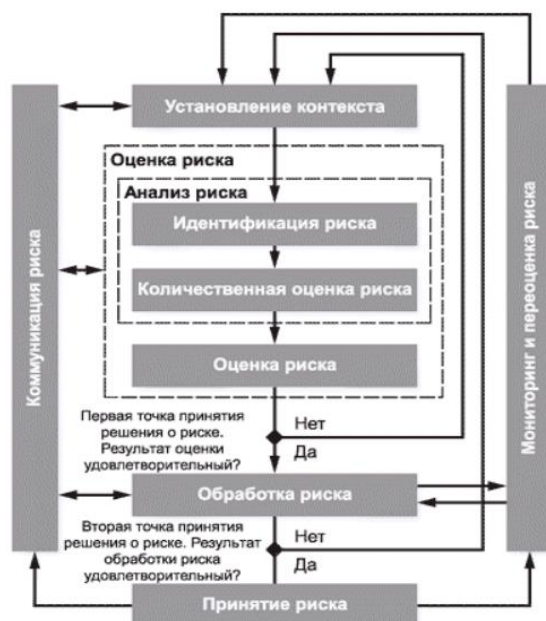 Установление контекста
Оценка риска
Анализ риска
Идентификация риска
Количественная оценка риска
Оценка риска
Коммуникация риска
Мониторинг и переоценка риска
Первая точка принятия
решения о риске.
Результат оценки
удовлетворительный?
Нет
Да
Обработка риска
Вторая точка принятия
решения о риске. Результат
обработки риска
удовлетворительный?
Нет
Да
Принятие риска